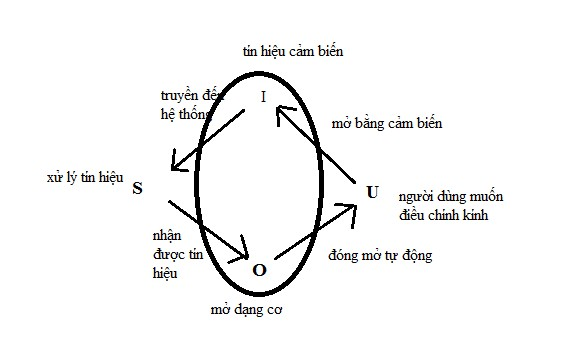 tín hiệu cảm biến
truyền đến
hệ thống
I
mở bằng cảm biến
xử lý tín hiệu
S
U
người dùng muốn
điều chỉnh kính
nhận
được tín
hiệu
O
đóng mở tự động
mở dạng cơ